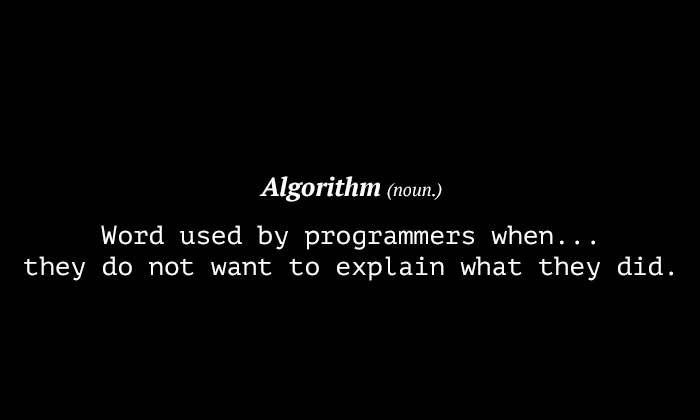 Algorithm (noun.)
Word used by programmers when...
they do not want to explain what they did.